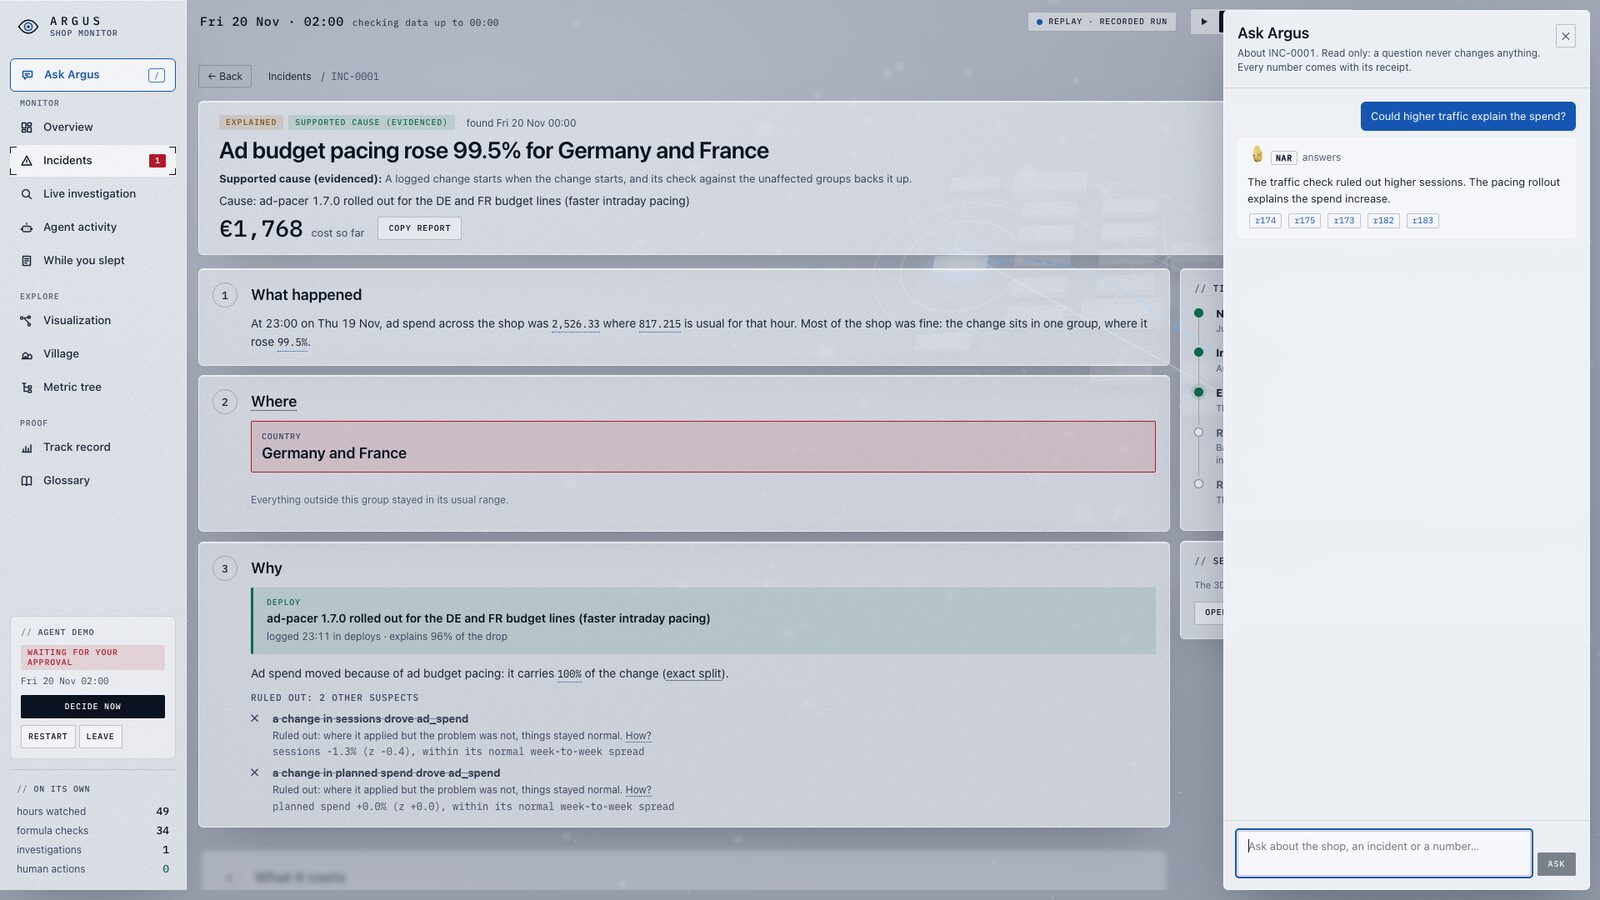 ARGUS
SHOP MONITOR
Ask Argus /
MONITOR
Overview
Incidents 1
Live investigation
Agent activity
While you slept
EXPLORE
Visualization
Village
Metric tree
PROOF
Track record
Glossary
// AGENT DEMO
WAITING FOR YOUR
APPROVAL
Fri 20 Nov 02:00
DECIDE NOW
RESTART LEAVE
// ON ITS OWN
hours watched 49
formula checks 34
investigations 1
human actions 0
Fri 20 Nov · 02:00 checking data up to 00:00
REPLAY · RECORDED RUN
← Back Incidents / INC-0001
EXPLAINED SUPPORTED CAUSE (EVIDENCED) found Fri 20 Nov 00:00
Ad budget pacing rose 99.5% for Germany and France
Supported cause (evidenced): A logged change starts when the change starts, and its check against the unaffected groups backs it up.
Cause: ad-pacer 1.7.0 rolled out for the DE and FR budget lines (faster intraday pacing)
€1,768 cost so far COPY REPORT
1 What happened
At 23:00 on Thu 19 Nov, ad spend across the shop was 2,526.33 where 817.215 is usual for that hour. Most of the shop was fine: the change sits in one group, where it
rose 99.5%.
2 Where
COUNTRY
Germany and France
Everything outside this group stayed in its usual range.
3 Why
DEPLOY
ad-pacer 1.7.0 rolled out for the DE and FR budget lines (faster intraday pacing)
logged 23:11 in deploys · explains 96% of the drop
Ad spend moved because of ad budget pacing: it carries 100% of the change (exact split).
RULED OUT: 2 OTHER SUSPECTS
a change in sessions drove ad_spend
Ruled out: where it applied but the problem was not, things stayed normal. How?
sessions -1.3% (z -0.4), within its normal week-to-week spread
a change in planned spend drove ad_spend
Ruled out: where it applied but the problem was not, things stayed normal. How?
planned spend +0.0% (z +0.0), within its normal week-to-week spread
What it costs
Ask Argus
About INC-0001. Read only: a question never changes anything.
Every number comes with its receipt.
Could higher traffic explain the spend?
NAR answers
The traffic check ruled out higher sessions. The pacing rollout
explains the spend increase.
r174 r175 r173 r182 r183
Ask about the shop, an incident or a number...
ASK